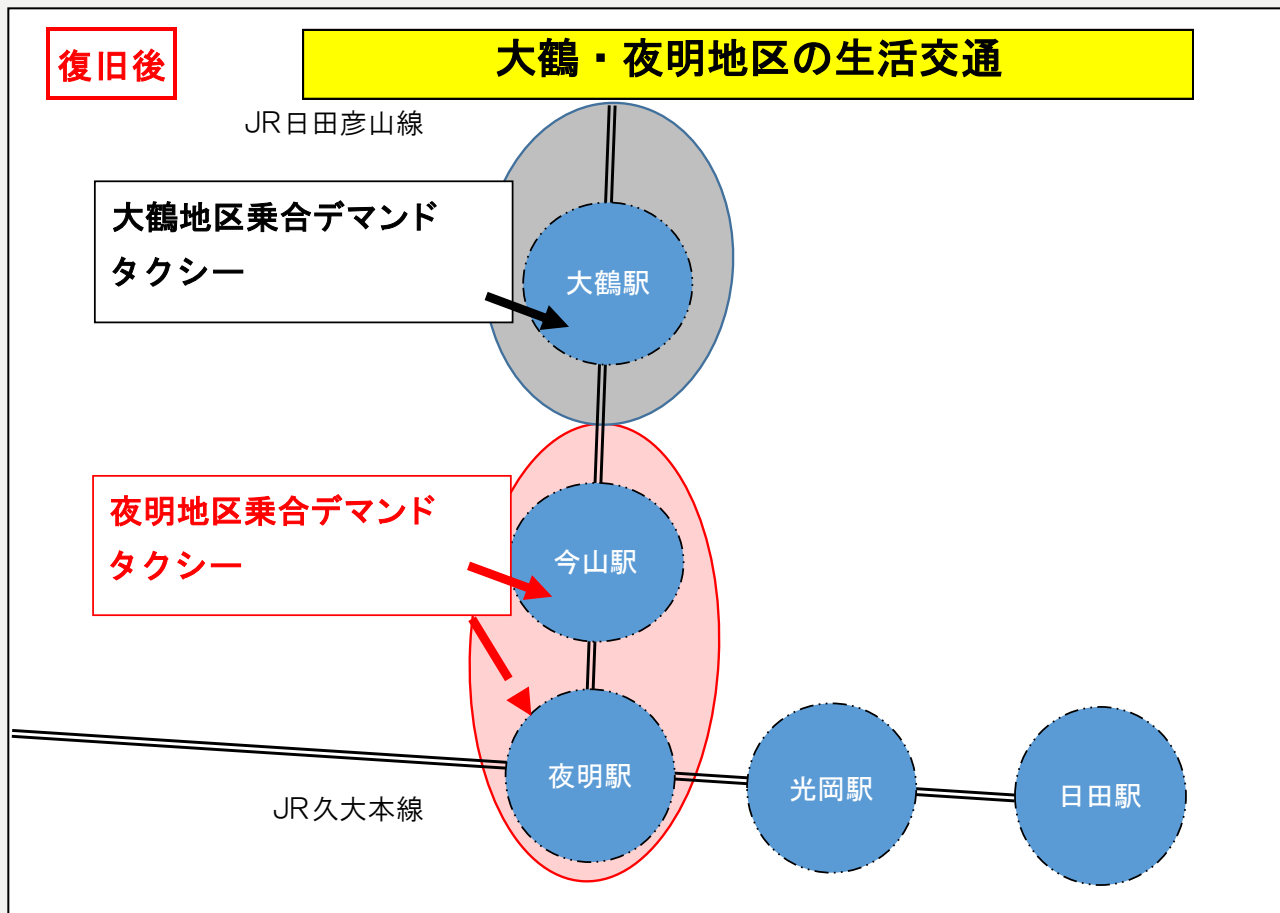 復旧後
大鶴・夜明地区の生活交通
JR日田彦山線
大鶴地区乗合デマンド
タクシー
大鶴駅
夜明地区乗合デマンド
タクシー
今山駅
夜明駅
光岡駅
日田駅
JR久大本線